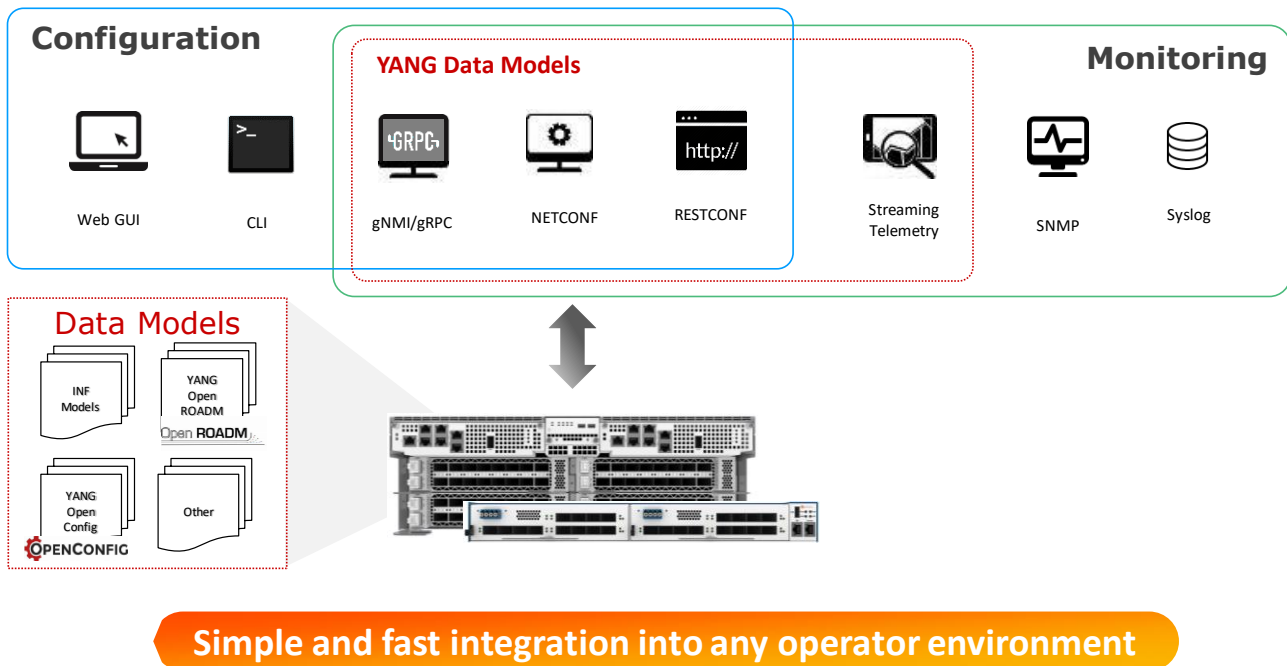 Configuration
Monitoring
YANG Data Models
>_
gRPC
http://
Web GUI
CLI
gNMI/gRPC
NETCONF
RESTCONF
Streaming
Telemetry
SNMP
Syslog
Data Models
INF
Models
YANG
Open
ROADM
Open ROADM
YANG
Open
Config
OPENCONFIG
Other
Simple and fast integration into any operator environment